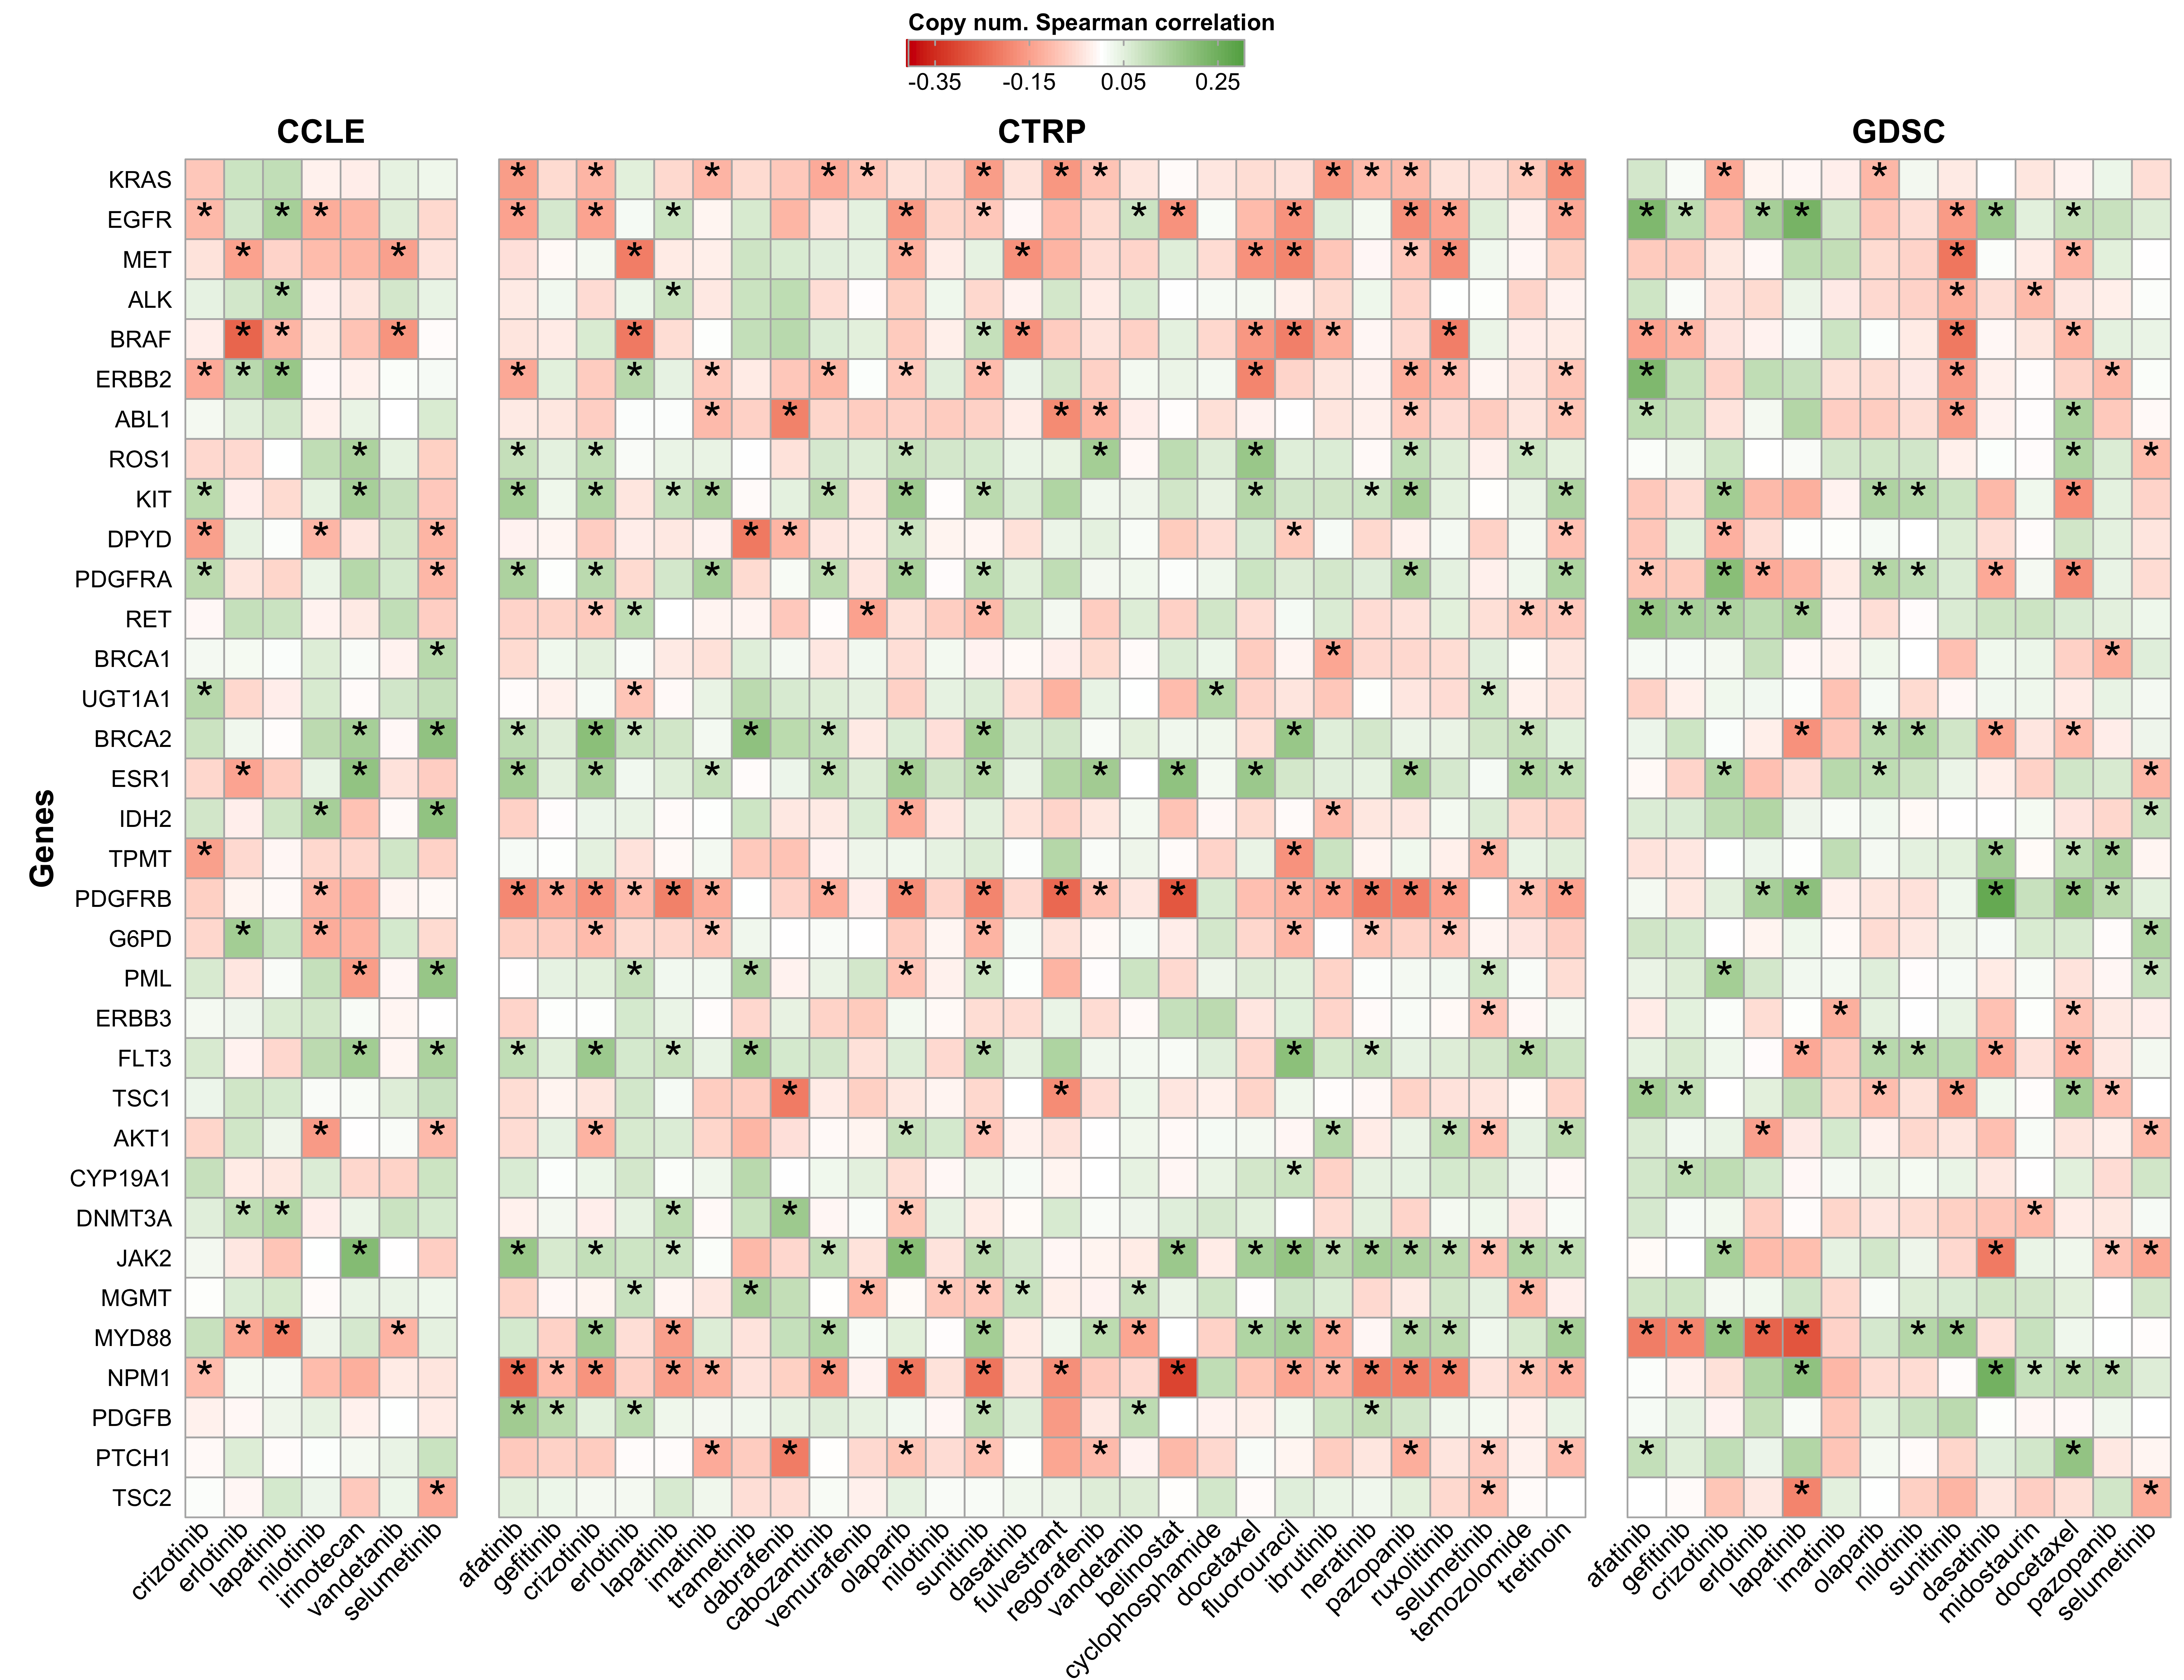 Copy num. Spearman correlation
-0.35 -0.15 0.05 0.25
CCLE CTRP GDSC
Genes
KRAS
EGFR
MET
ALK
BRAF
ERBB2
ABL1
ROS1
KIT
DPYD
PDGFRA
RET
BRCA1
UGT1A1
BRCA2
ESR1
IDH2
TPMT
PDGFRB
G6PD
PML
ERBB3
FLT3
TSC1
AKT1
CYP19A1
DNMT3A
JAK2
MGMT
MYD88
NPM1
PDGFB
PTCH1
TSC2
crizotinib
erlotinib
lapatinib
nilotinib
irinotecan
vandetanib
selumetinib
afatinib
gefitinib
crizotinib
erlotinib
lapatinib
imatinib
trametinib
dabrafenib
cabozantinib
vemurafenib
olaparib
nilotinib
sunitinib
dasatinib
fulvestrant
regorafenib
vandetanib
belinostat
cyclophosphamide
docetaxel
fluorouracil
ibrutinib
neratinib
pazopanib
ruxolitinib
selumetinib
temozolomide
tretinoin
afatinib
gefitinib
crizotinib
erlotinib
lapatinib
imatinib
olaparib
nilotinib
sunitinib
dasatinib
midostaurin
docetaxel
pazopanib
selumetinib